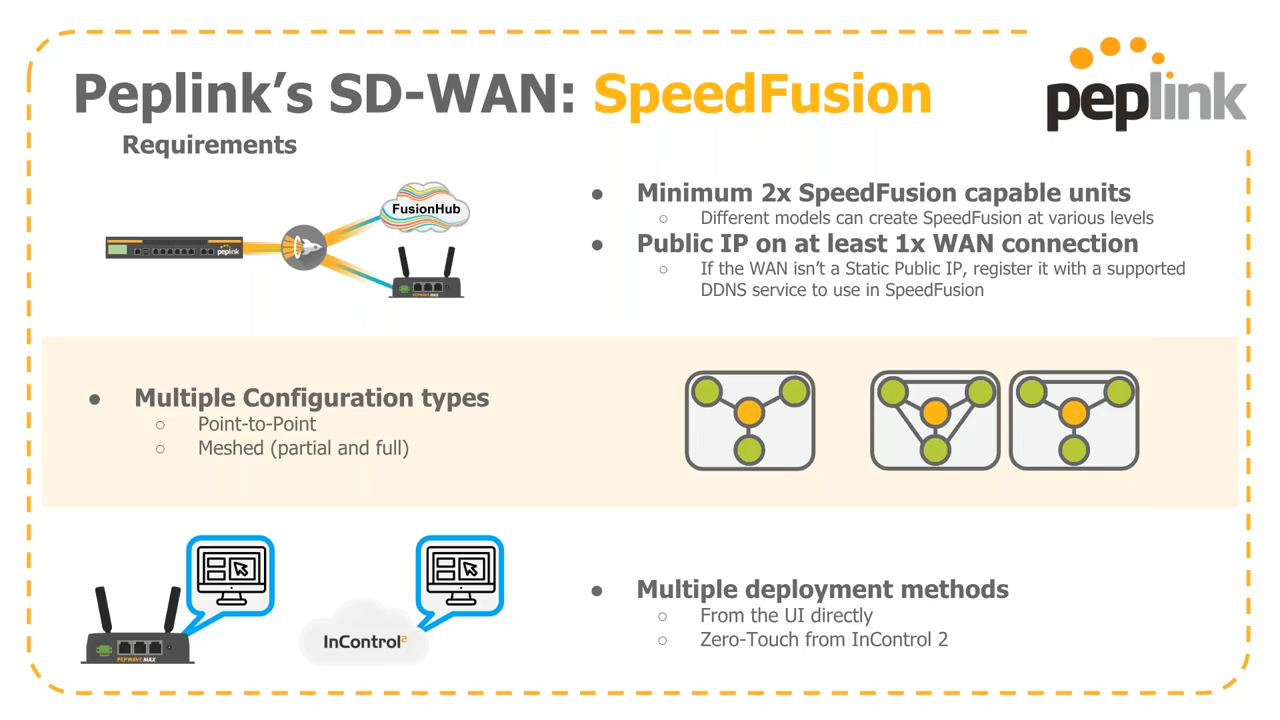 Peplink's SD-WAN: SpeedFusion
peplink
Requirements
FusionHub
peplink
PEPWAVE MAX
● Minimum 2x SpeedFusion capable units
○ Different models can create SpeedFusion at various levels
● Public IP on at least 1x WAN connection
○ If the WAN isn't a Static Public IP, register it with a supported
DDNS service to use in SpeedFusion
● Multiple Configuration types
○ Point-to-Point
○ Meshed (partial and full)
PEPWAVE MAX
InControl2
● Multiple deployment methods
○ From the UI directly
○ Zero-Touch from InControl 2